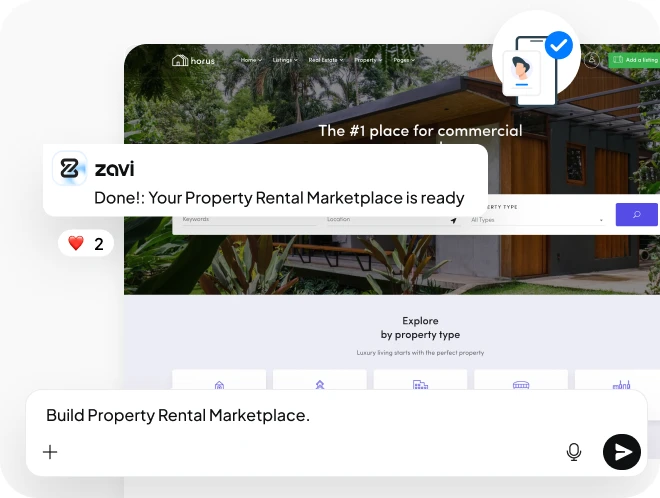 horus
Home
Listings
Real Estate
Property
Pages
Add a listing
The #1 place for commercial
zavi
Done!: Your Property Rental Marketplace is ready
TYPE
Keywords
Location
All Types
2
Explore
by property type
Luxury living starts with the perfect property
Build Property Rental Marketplace.